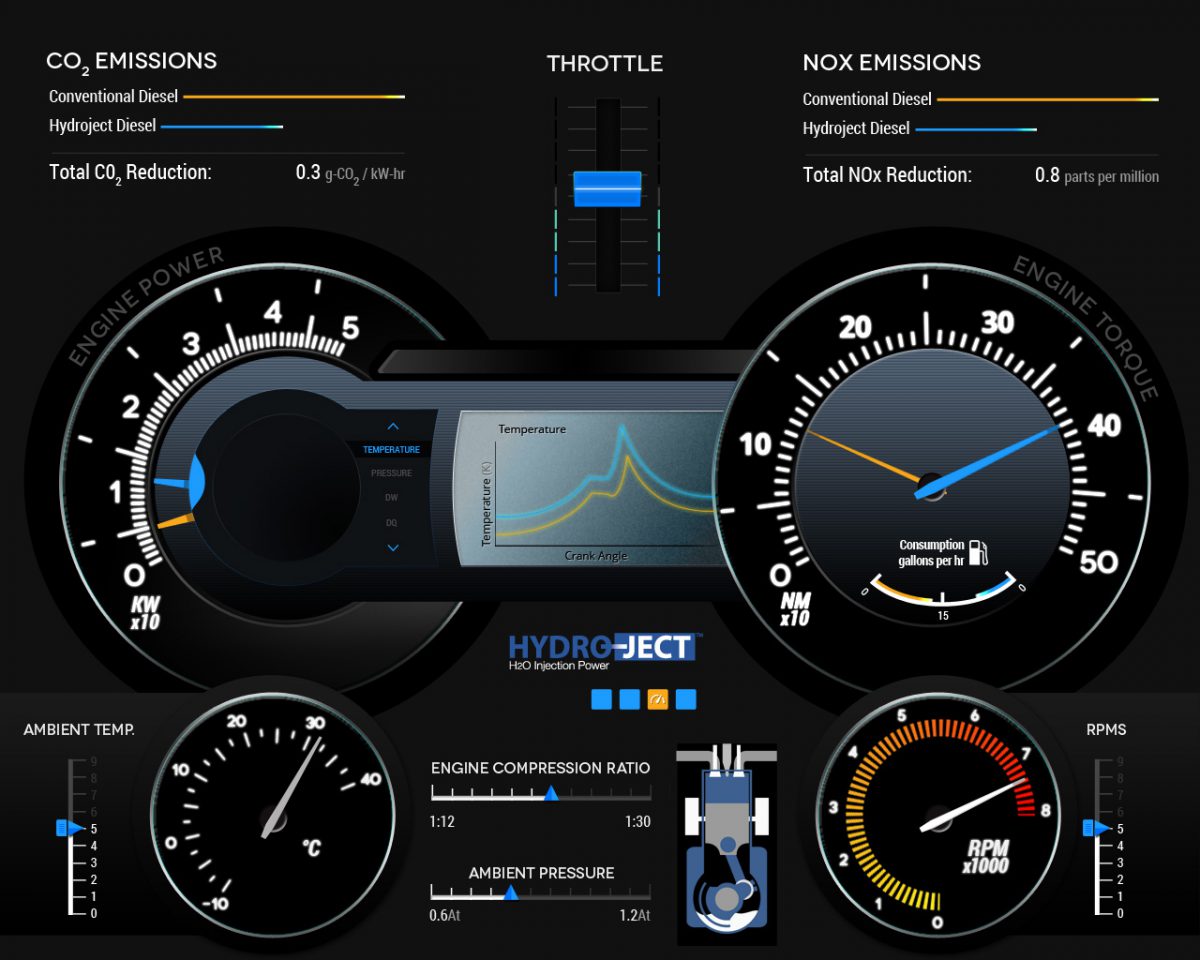 CO2 EMISSIONS
Conventional Diesel
Hydroject Diesel
Total CO2 Reduction: 0.3 g-CO2 / kW-hr
THROTTLE
NOX EMISSIONS
Conventional Diesel
Hydroject Diesel
Total NOx Reduction: 0.8 parts per million
ENGINE POWER
5
4
3
2
1
0
KW
x10
TEMPERATURE
PRESSURE
DW
DQ
Temperature
Temperature (K)
Crank Angle
ENGINE TORQUE
30
20
40
10
50
0
NM
x10
Consumption
gallons per hr
0
15
0
HYDRO-JECT™
H2O Injection Power
AMBIENT TEMP.
9
8
7
6
5
4
3
2
1
0
20
30
10
40
0
-10
°C
ENGINE COMPRESSION RATIO
1:12 1:30
AMBIENT PRESSURE
0.6At 1.2At
5
6
4
7
3
8
2
1
0
RPM
x1000
RPMS
9
8
7
6
5
4
3
2
1
0